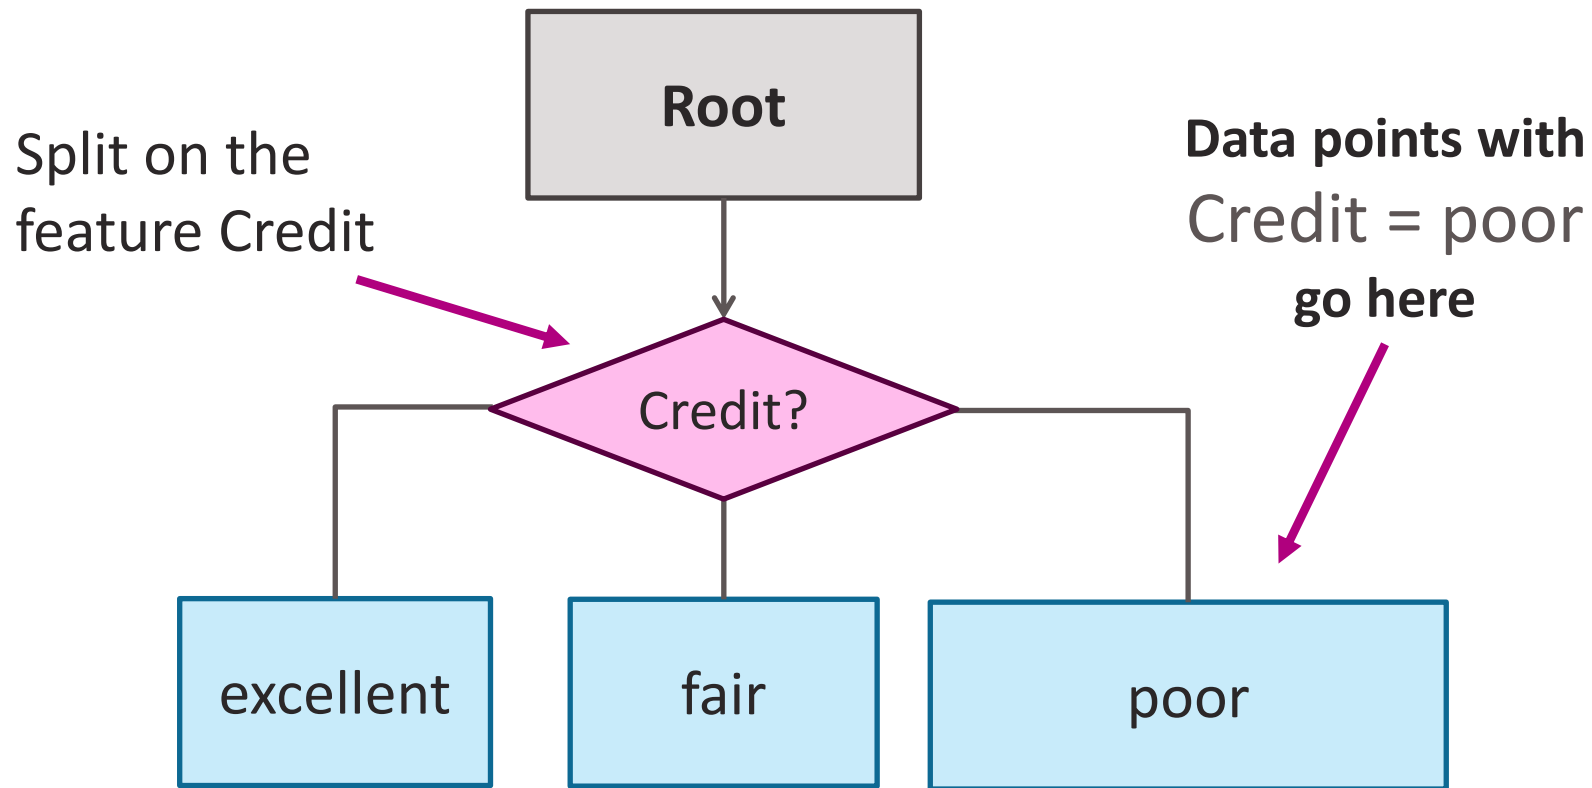 Root
Split on the
feature Credit
Data points with
Credit = poor
go here
Credit?
excellent
fair
poor